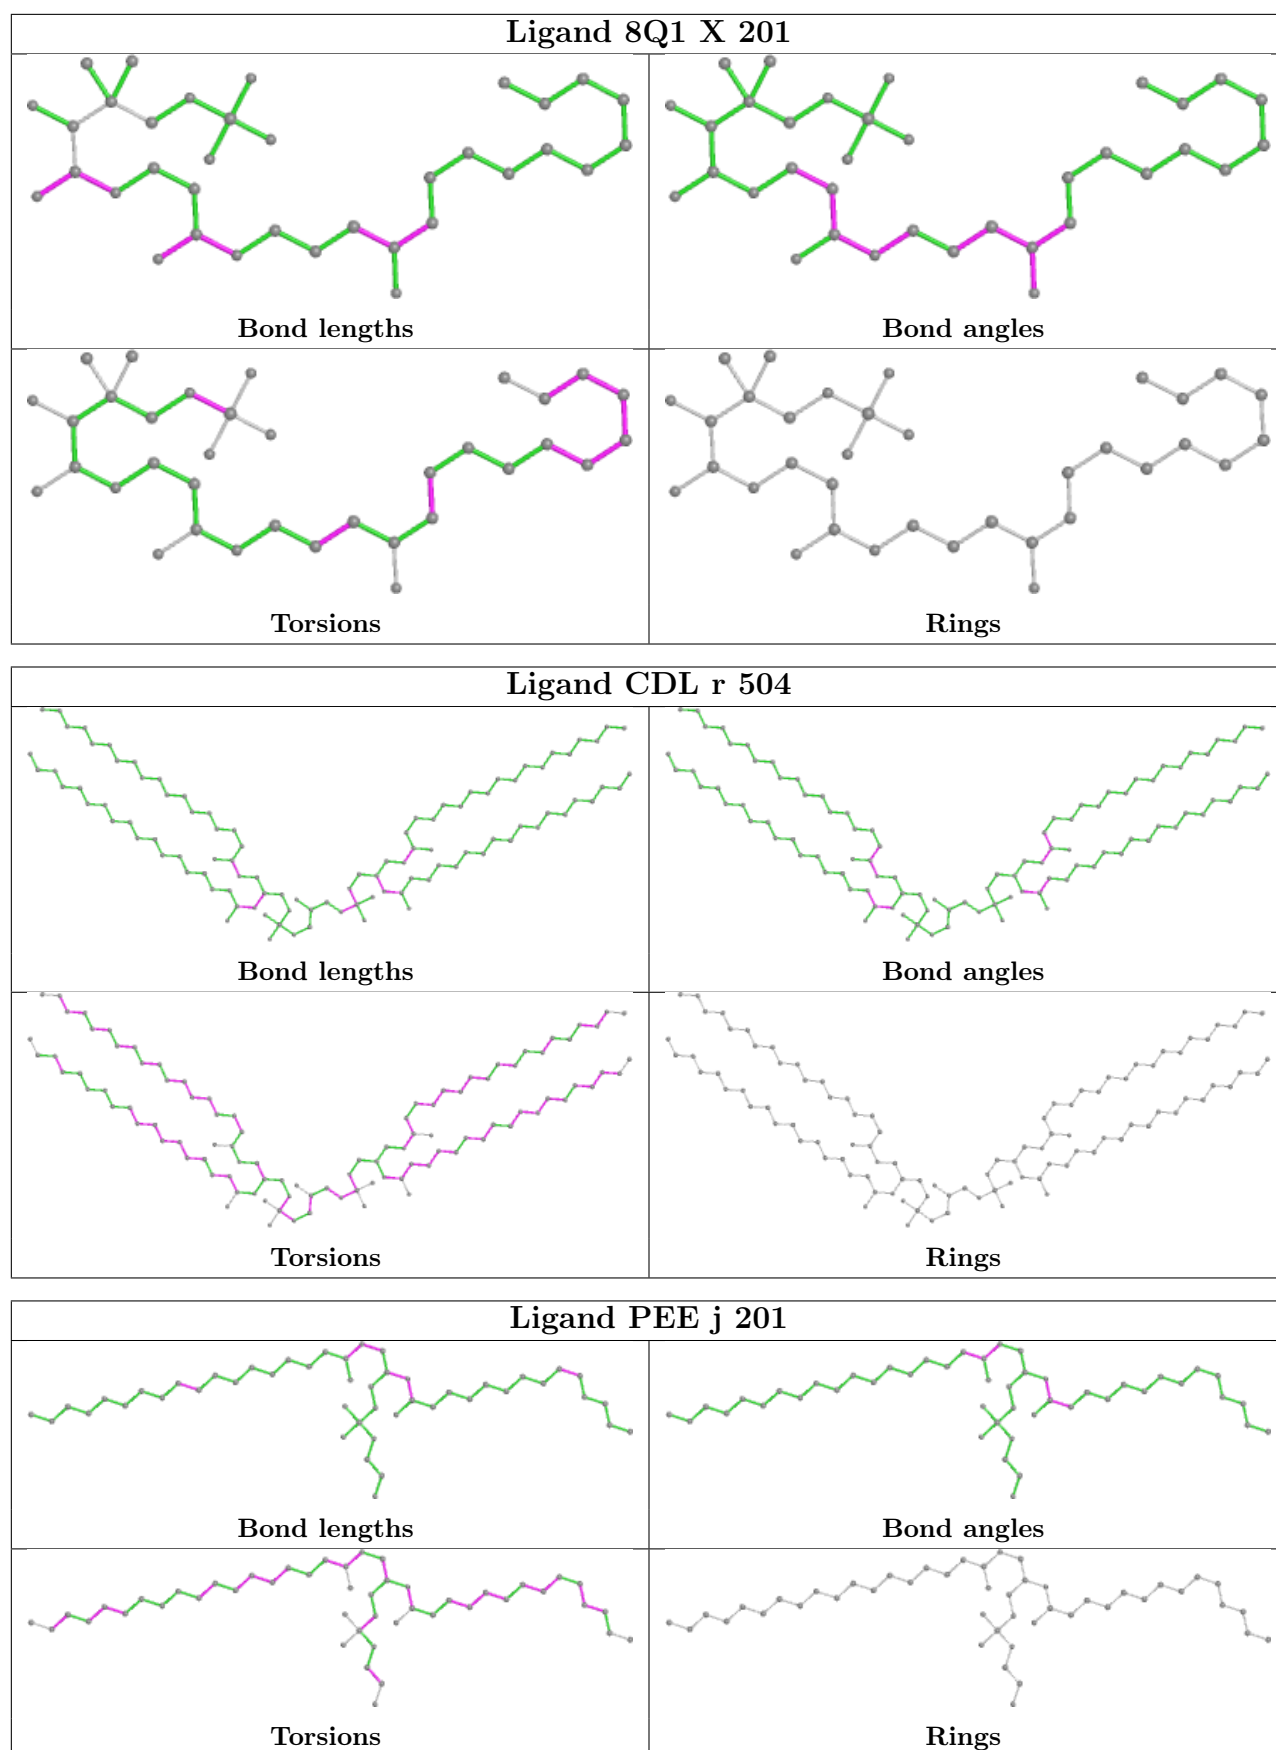 Ligand 8Q1 X 201
Bond lengths
Bond angles
Torsions
Rings
Ligand CDL r 504
Bond lengths
Bond angles
Torsions
Rings
Ligand PEE j 201
Bond lengths
Bond angles
Torsions
Rings